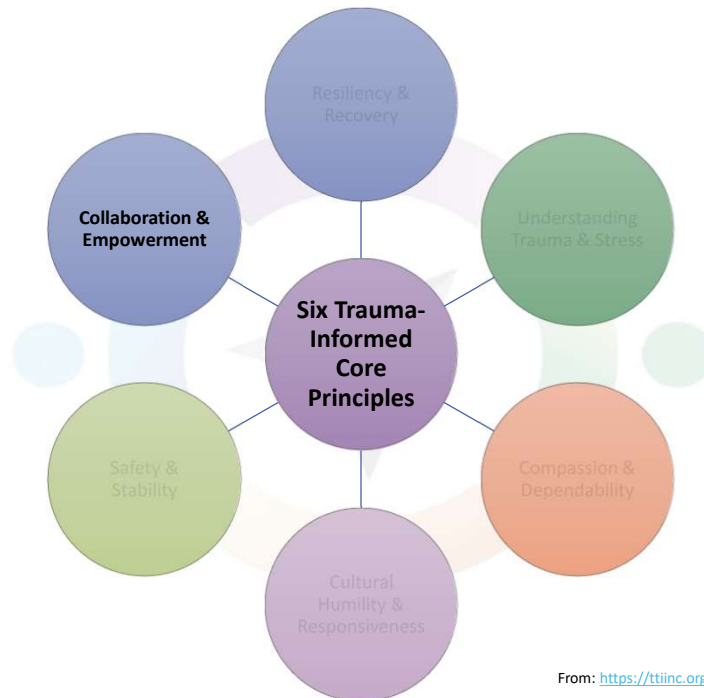 Resiliency &
Recovery
Collaboration &
Empowerment
Understanding
Trauma & Stress
Six Trauma-
Informed
Core
Principles
Safety &
Stability
Compassion &
Dependability
Cultural
Humility &
Responsiveness
From: https://ttiinc.org